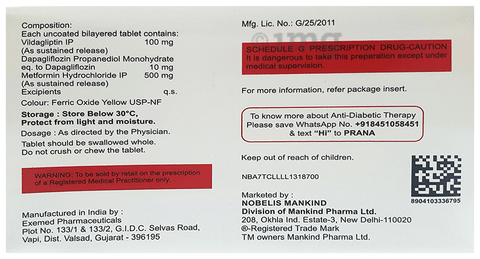 Composition:
Each uncoated bilayered tablet contains:
Vildagliptin IP 100 mg
(As sustained release)
Dapagliflozin Propanediol Monohydrate
eq. to Dapagliflozin 10 mg
Metformin Hydrochloride IP 500 mg
(As sustained release)
Excipients q.s.
Colour: Ferric Oxide Yellow USP-NF
Storage : Store Below 30°C,
Protect from light and moisture.
Dosage : As directed by the Physician.
Tablet should be swallowed whole.
Do not crush or chew the tablet.
WARNING: To be sold by retail on the prescription
of a Registered Medical Practitioner only.
Manufactured in India by :
Exemed Pharmaceuticals
Plot No. 133/1 & 133/2, G.I.D.C. Selvas Road,
Vapi, Dist. Valsad, Gujarat - 396195
Mfg. Lic. No.: G/25/2011
1mg
SCHEDULE G PRESCRIPTION DRUG-CAUTION
It is dangerous to take this preparation except under
medical supervision.
For more information, refer package insert.
To know more about Anti-Diabetic Therapy
Please save WhatsApp No. +918451058451
& text "Hi" to PRANA
Keep out of reach of children.
NBA7TCLLLL1318700
8904103336795
Marketed by :
NOBELIS MANKIND
Division of Mankind Pharma Ltd.
208, Okhla Ind. Estate-3, New Delhi-110020
®-Registered Trade Mark
TM owners Mankind Pharma Ltd.